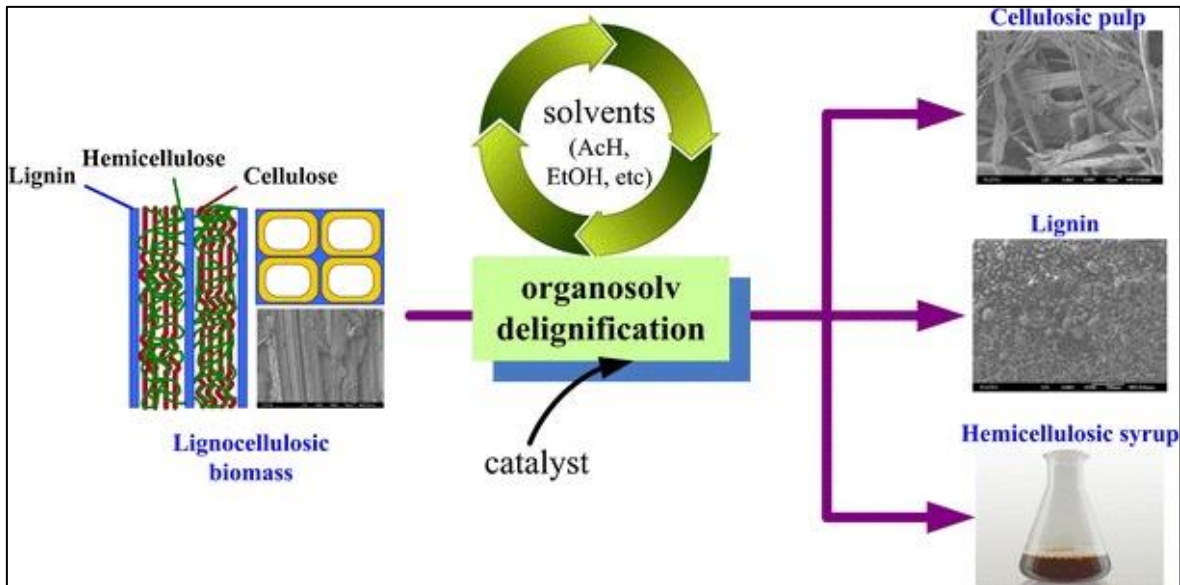 Cellulosic pulp
solvents
(AcH,
EtOH, etc)
Hemicellulose
Lignin
Cellulose
Lignin
organosolv
delignification
Lignocellulosic
biomass
catalyst
Hemicellulosic syrup